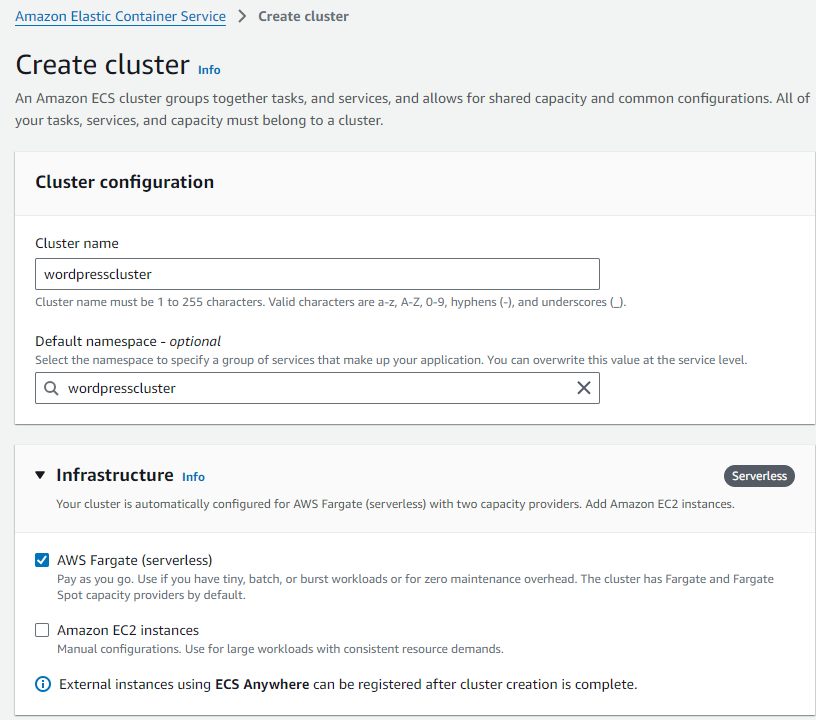 Amazon Elastic Container Service > Create cluster
Create cluster Info
An Amazon ECS cluster groups together tasks, and services, and allows for shared capacity and common configurations. All of
your tasks, services, and capacity must belong to a cluster.
Cluster configuration
Cluster name
wordpresscluster
Cluster name must be 1 to 255 characters. Valid characters are a-z, A-Z, 0-9, hyphens (-), and underscores (_).
Default namespace - optional
Select the namespace to specify a group of services that make up your application. You can overwrite this value at the service level.
wordpresscluster
Infrastructure Info Serverless
Your cluster is automatically configured for AWS Fargate (serverless) with two capacity providers. Add Amazon EC2 instances.
AWS Fargate (serverless)
Pay as you go. Use if you have tiny, batch, or burst workloads or for zero maintenance overhead. The cluster has Fargate and Fargate
Spot capacity providers by default.
Amazon EC2 instances
Manual configurations. Use for large workloads with consistent resource demands.
External instances using ECS Anywhere can be registered after cluster creation is complete.